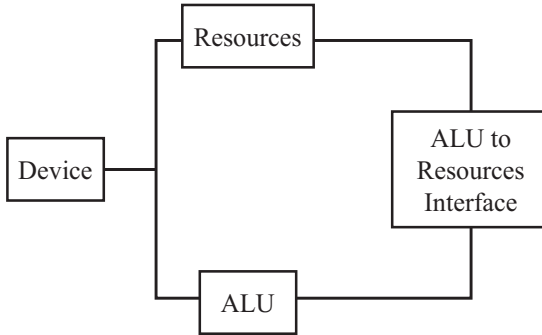 Resources
Device
ALU to
Resources
Interface
ALU